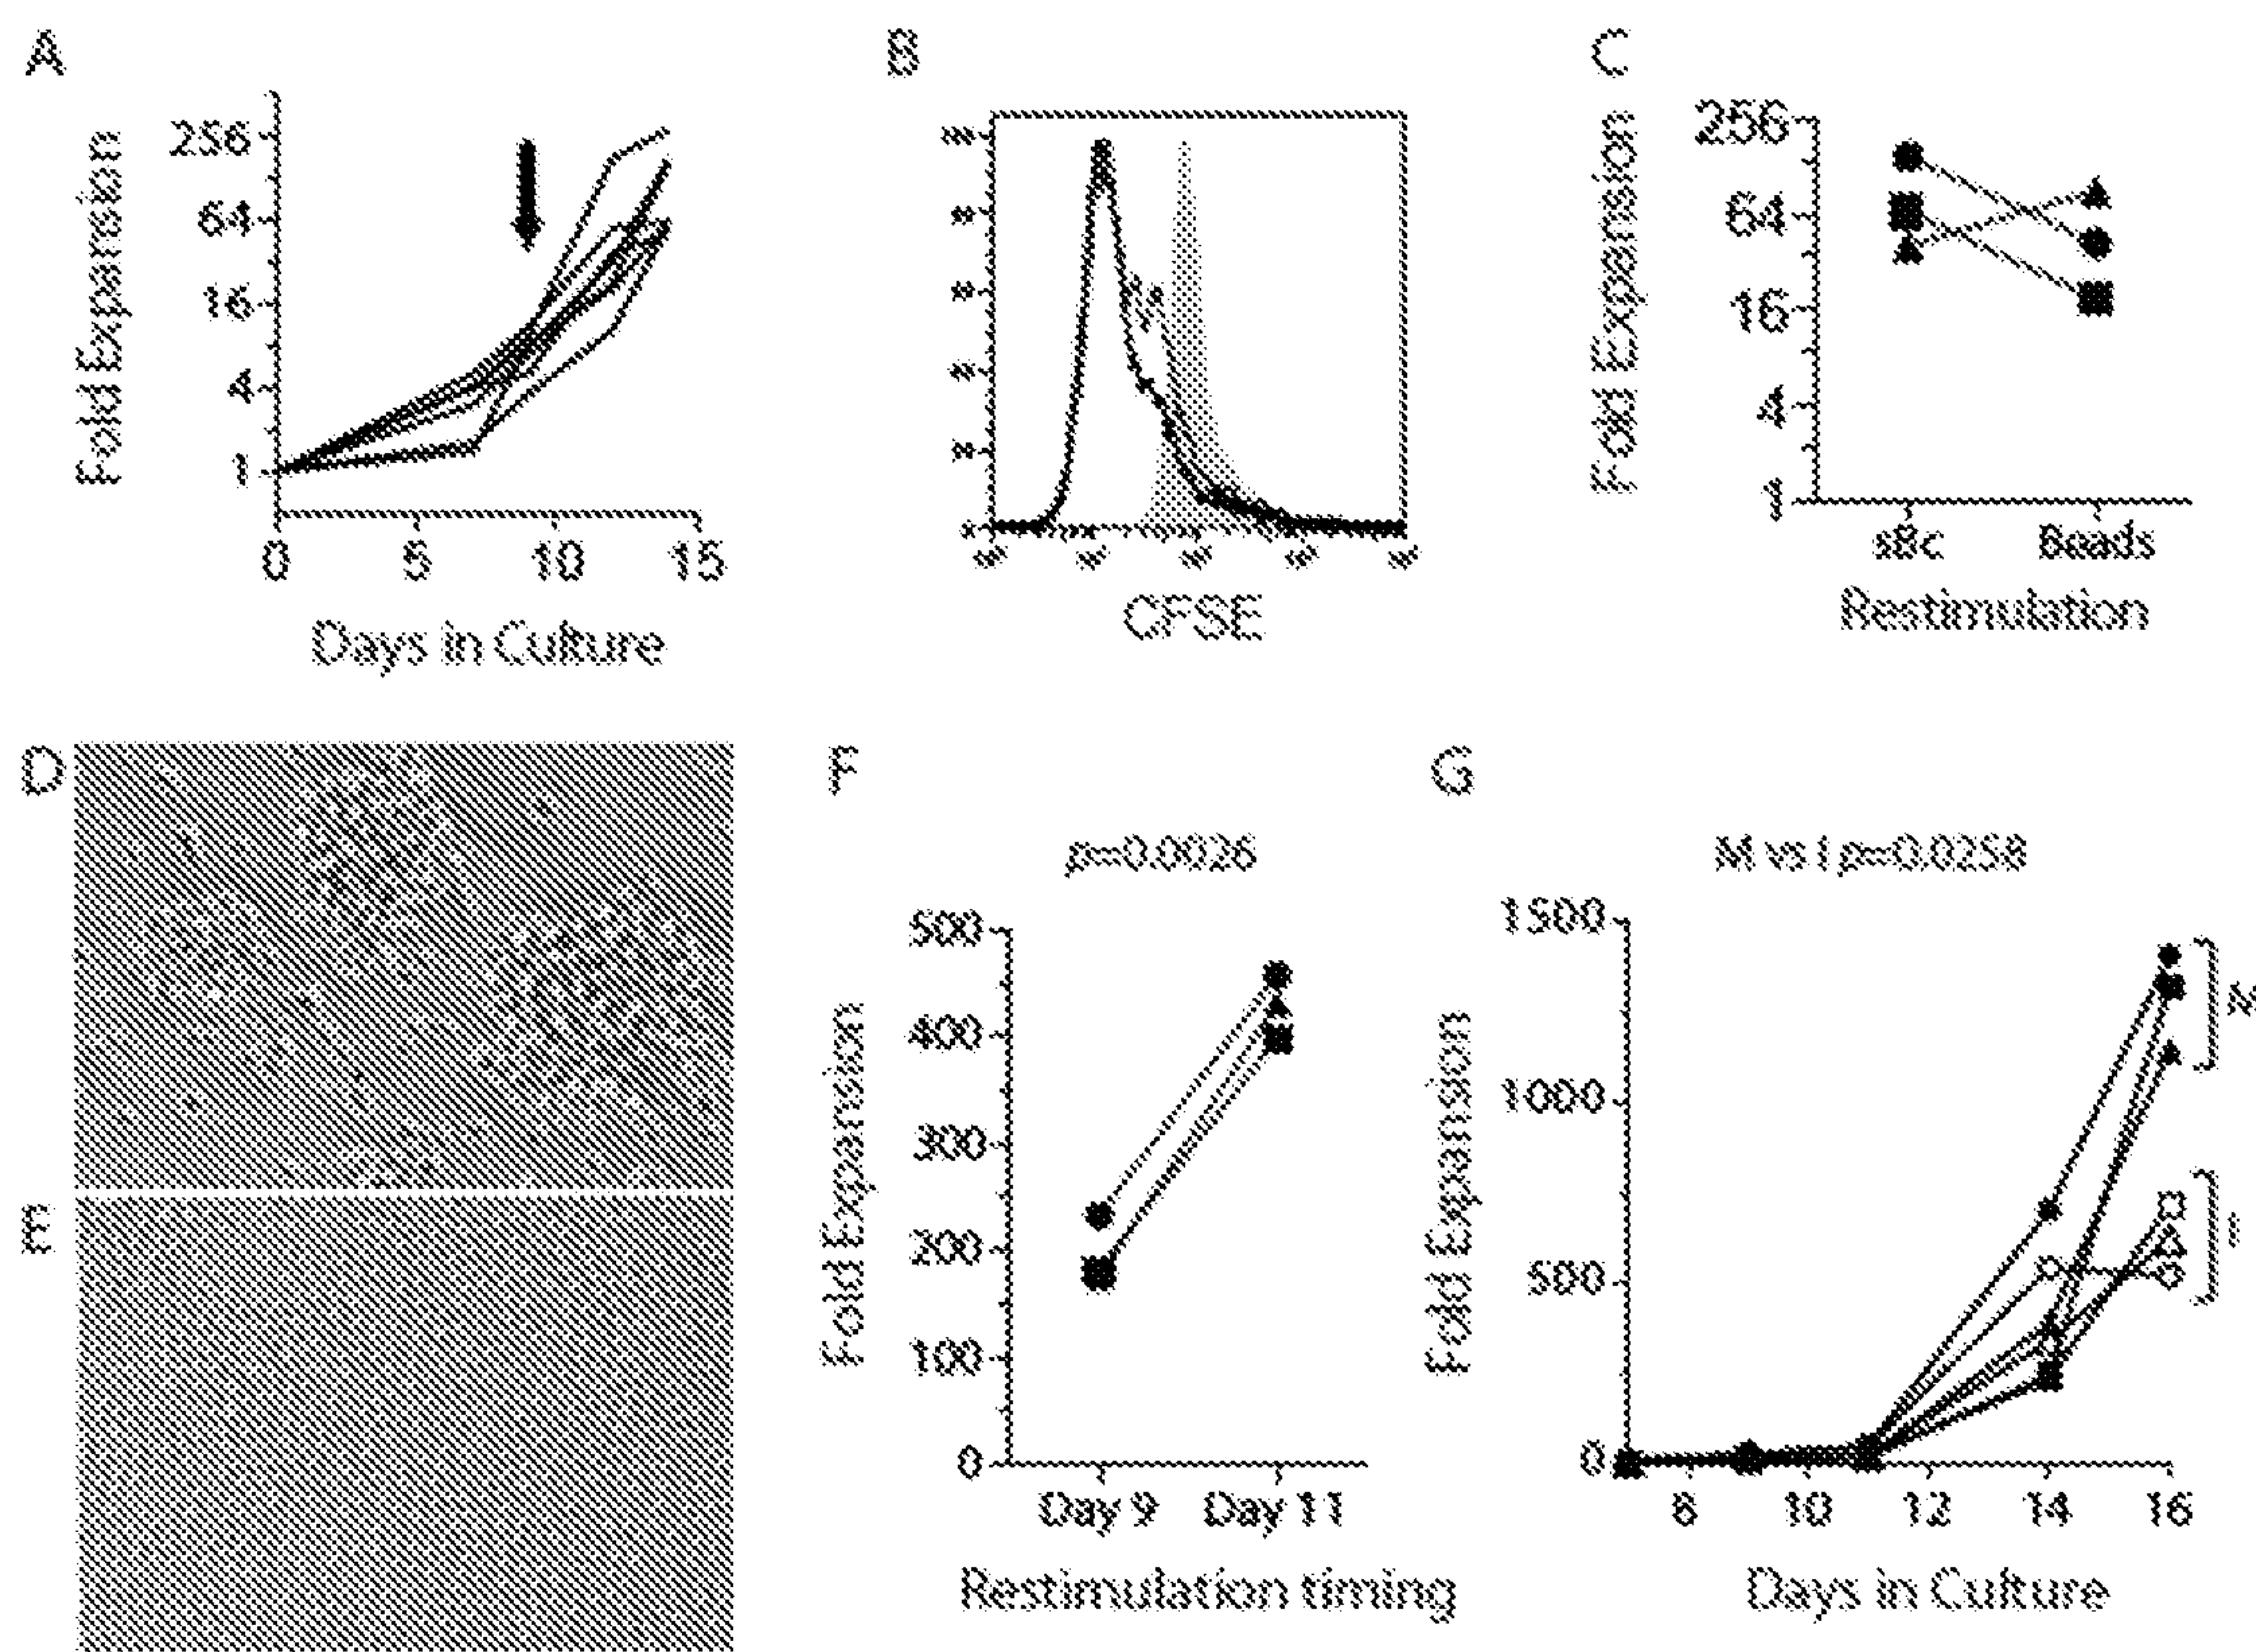 A
Fold Expansion
256
64
16
4
1
0 5 10 15
Days in Culture
B
CFSE
C
Fold Expansion
256
64
16
4
1
sBc Beads
Restimulation
D
E
F
p=0.0026
Fold Expansion
500
400
300
200
100
0
Day 9 Day 11
Restimulation timing
G
M vs I p=0.0258
Fold Expansion
1500
1000
500
0
8 10 12 14 16
Days in Culture
M
I